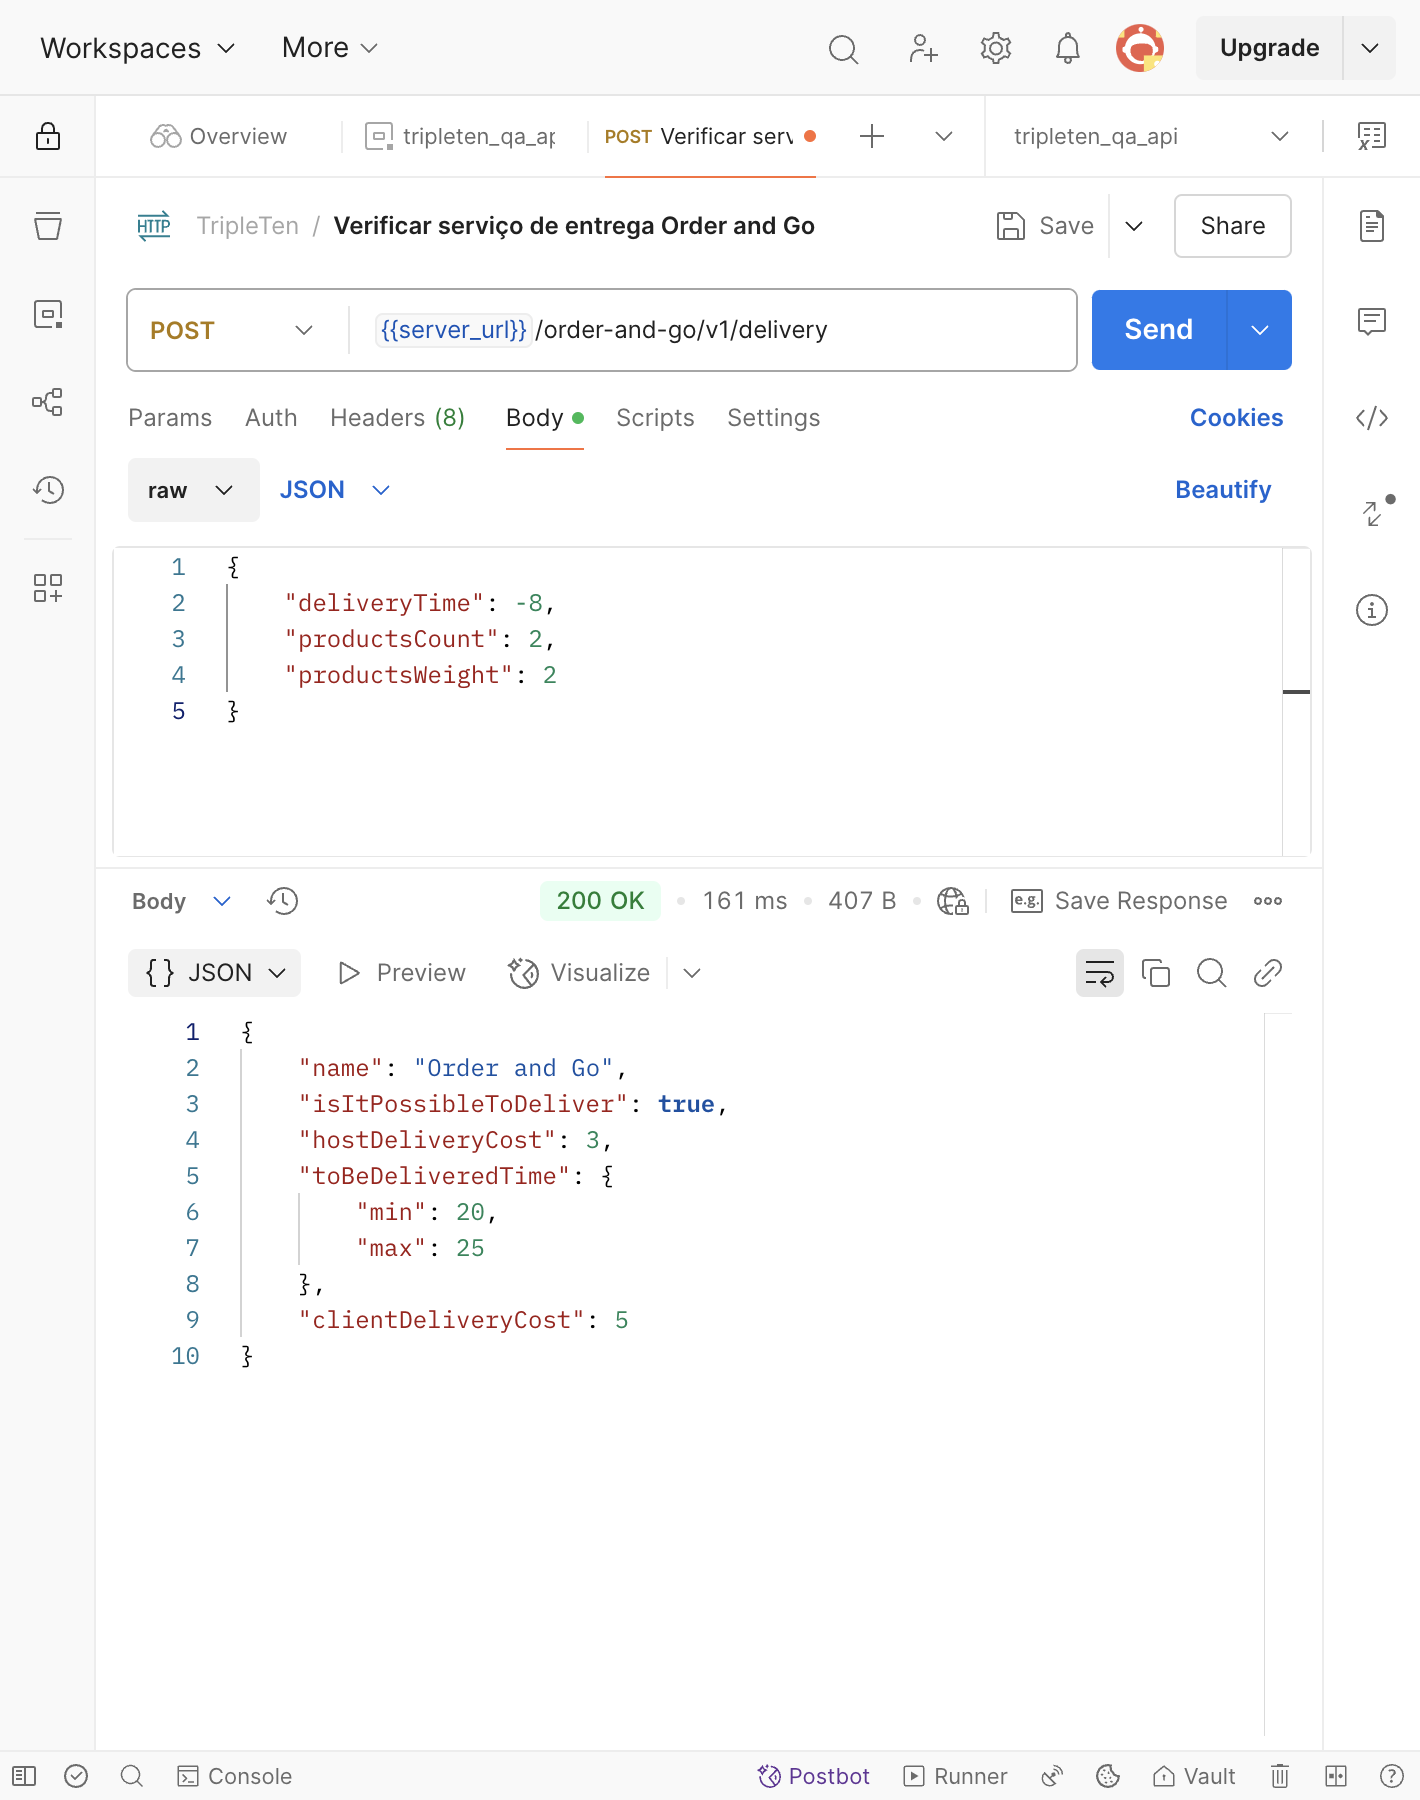 Workspaces More Upgrade
Overview tripleten_qa_ap POST Verificar serv tripleten_qa_api
HTTP TripleTen / Verificar serviço de entrega Order and Go Save Share
POST {{server_url}}/order-and-go/v1/delivery Send
Params Auth Headers (8) Body Scripts Settings Cookies
raw JSON Beautify
1 {
2 "deliveryTime": -8,
3 "productsCount": 2,
4 "productsWeight": 2
5 }
Body 200 OK • 161 ms • 407 B • e.g. Save Response
{} JSON Preview Visualize
1 {
2 "name": "Order and Go",
3 "isItPossibleToDeliver": true,
4 "hostDeliveryCost": 3,
5 "toBeDeliveredTime": {
6 "min": 20,
7 "max": 25
8 },
9 "clientDeliveryCost": 5
10 }
Console Postbot Runner Vault